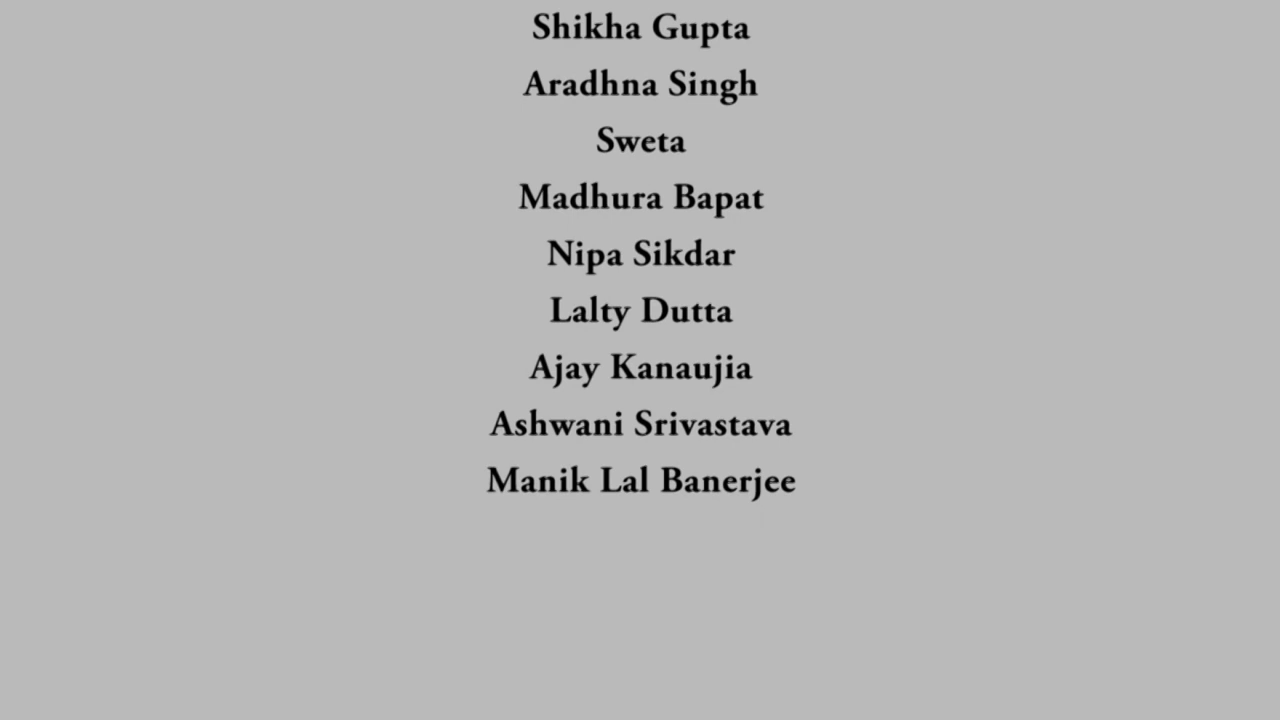 Shikha Gupta
Aradhna Singh
Sweta
Madhura Bapat
Nipa Sikdar
Lalty Dutta
Ajay Kanaujia
Ashwani Srivastava
Manik Lal Banerjee